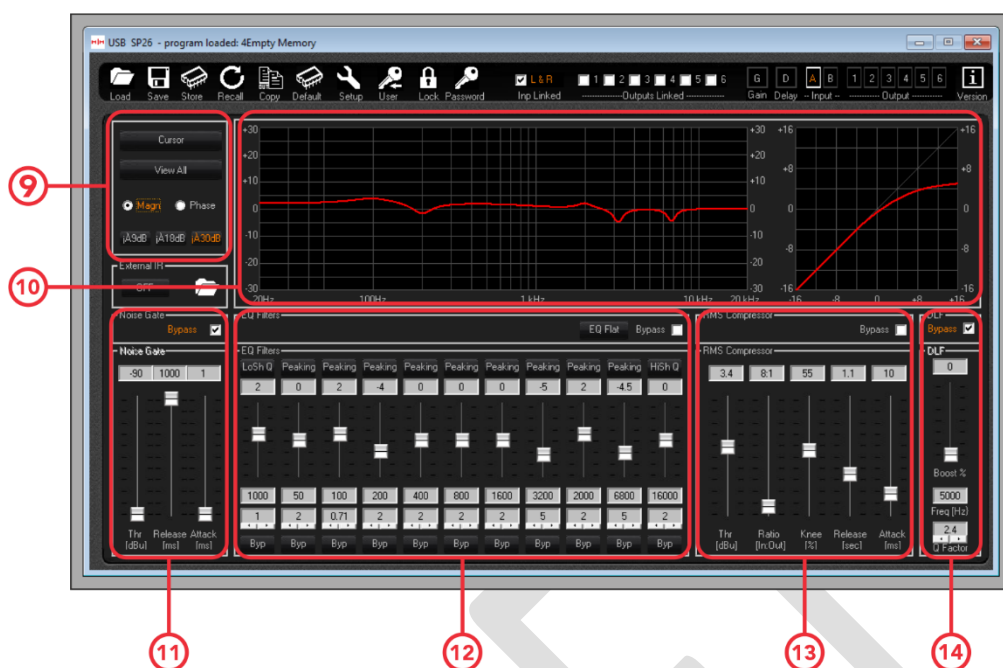 HH USB SP26 - program loaded: 4Empty Memory
Load Save Store Recall Copy Default Setup User Lock Password
L & R
Inp Linked
1 2 3 4 5 6
Outputs Linked
G D A B 1 2 3 4 5 6
Gain Delay - Input - Output
Version
9
Cursor
View All
Magn Phase
¡À9dB ¡À18dB ¡À30dB
+30 +30 +16 +16
+20 +20
+10 +10 +8 +8
0 0 0 0
-10 -10 -8 -8
-20 -20
-30 -30 -16
20Hz 100Hz 1 kHz 10 kHz 20 kHz -16 -8 0 +8 +16
10
External IR
OFF
Noise Gate
Bypass
EQ Filters
EQ Flat Bypass
RMS Compressor
Bypass
DLF
Bypass
Noise Gate
-90 1000 1
Thr [dBu] Release [ms] Attack [ms]
EQ Filters
LoSh Q Peaking Peaking Peaking Peaking Peaking Peaking Peaking Peaking Peaking HiSh Q
2 0 2 -4 0 0 0 -5 2 -4.5 0
1000 50 100 200 400 800 1600 3200 2000 6800 16000
1 2 0.71 2 2 2 2 5 2 5 2
Byp Byp Byp Byp Byp Byp Byp Byp Byp Byp Byp
RMS Compressor
3.4 8:1 55 1.1 10
Thr [dBu] Ratio [In:Out] Knee [%] Release [sec] Attack [ms]
DLF
0
Boost %
5000
Freq [Hz]
2.4
Q Factor
11 12 13 14